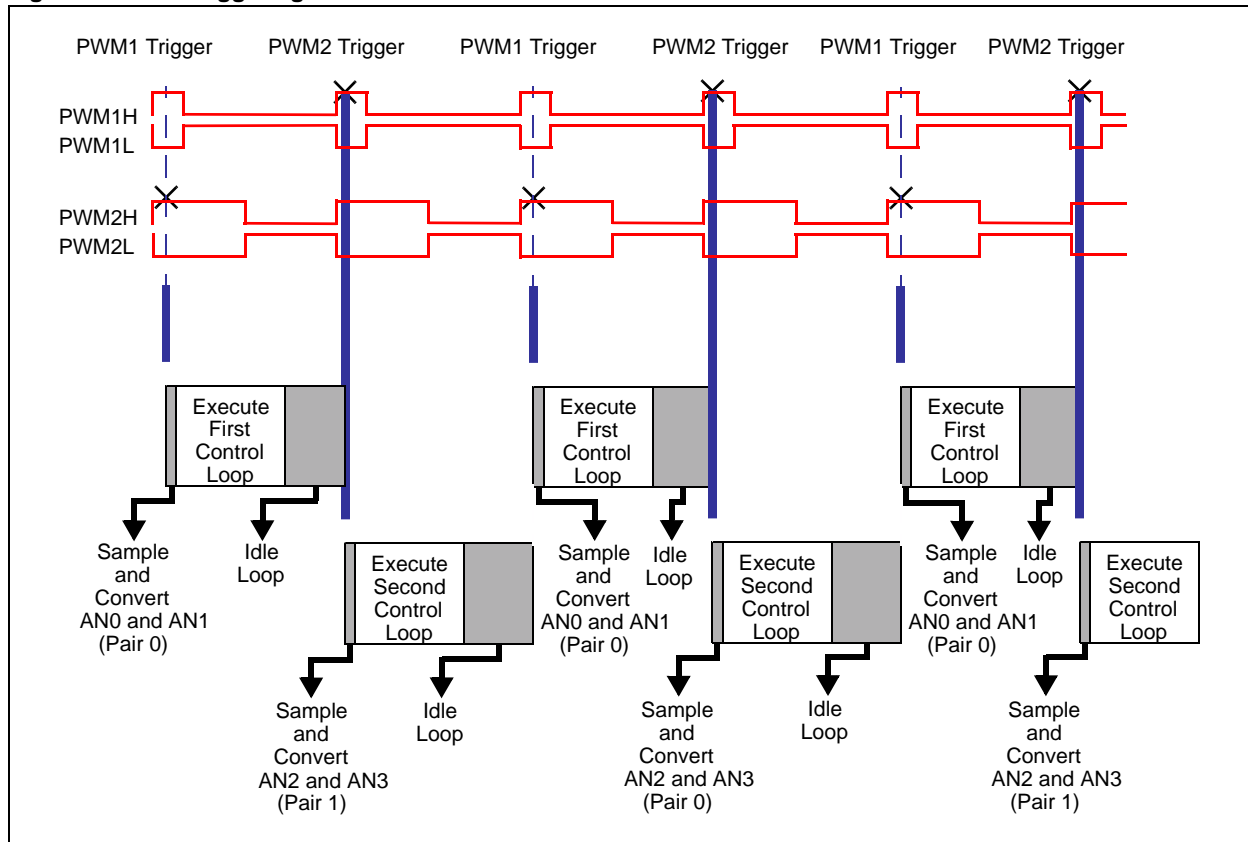 PWM1 Trigger PWM2 Trigger PWM1 Trigger PWM2 Trigger PWM1 Trigger PWM2 Trigger
PWM1H
PWM1L
PWM2H
PWM2L
Execute
First
Control
Loop
Execute
First
Control
Loop
Execute
First
Control
Loop
Sample
and
Convert
AN0 and AN1
(Pair 0)
Idle
Loop
Execute
Second
Control
Loop
Sample
and
Convert
AN0 and AN1
(Pair 0)
Idle
Loop
Execute
Second
Control
Loop
Sample
and
Convert
AN0 and AN1
(Pair 0)
Idle
Loop
Execute
Second
Control
Loop
Sample
and
Convert
AN2 and AN3
(Pair 1)
Idle
Loop
Sample
and
Convert
AN2 and AN3
(Pair 0)
Idle
Loop
Sample
and
Convert
AN2 and AN3
(Pair 1)